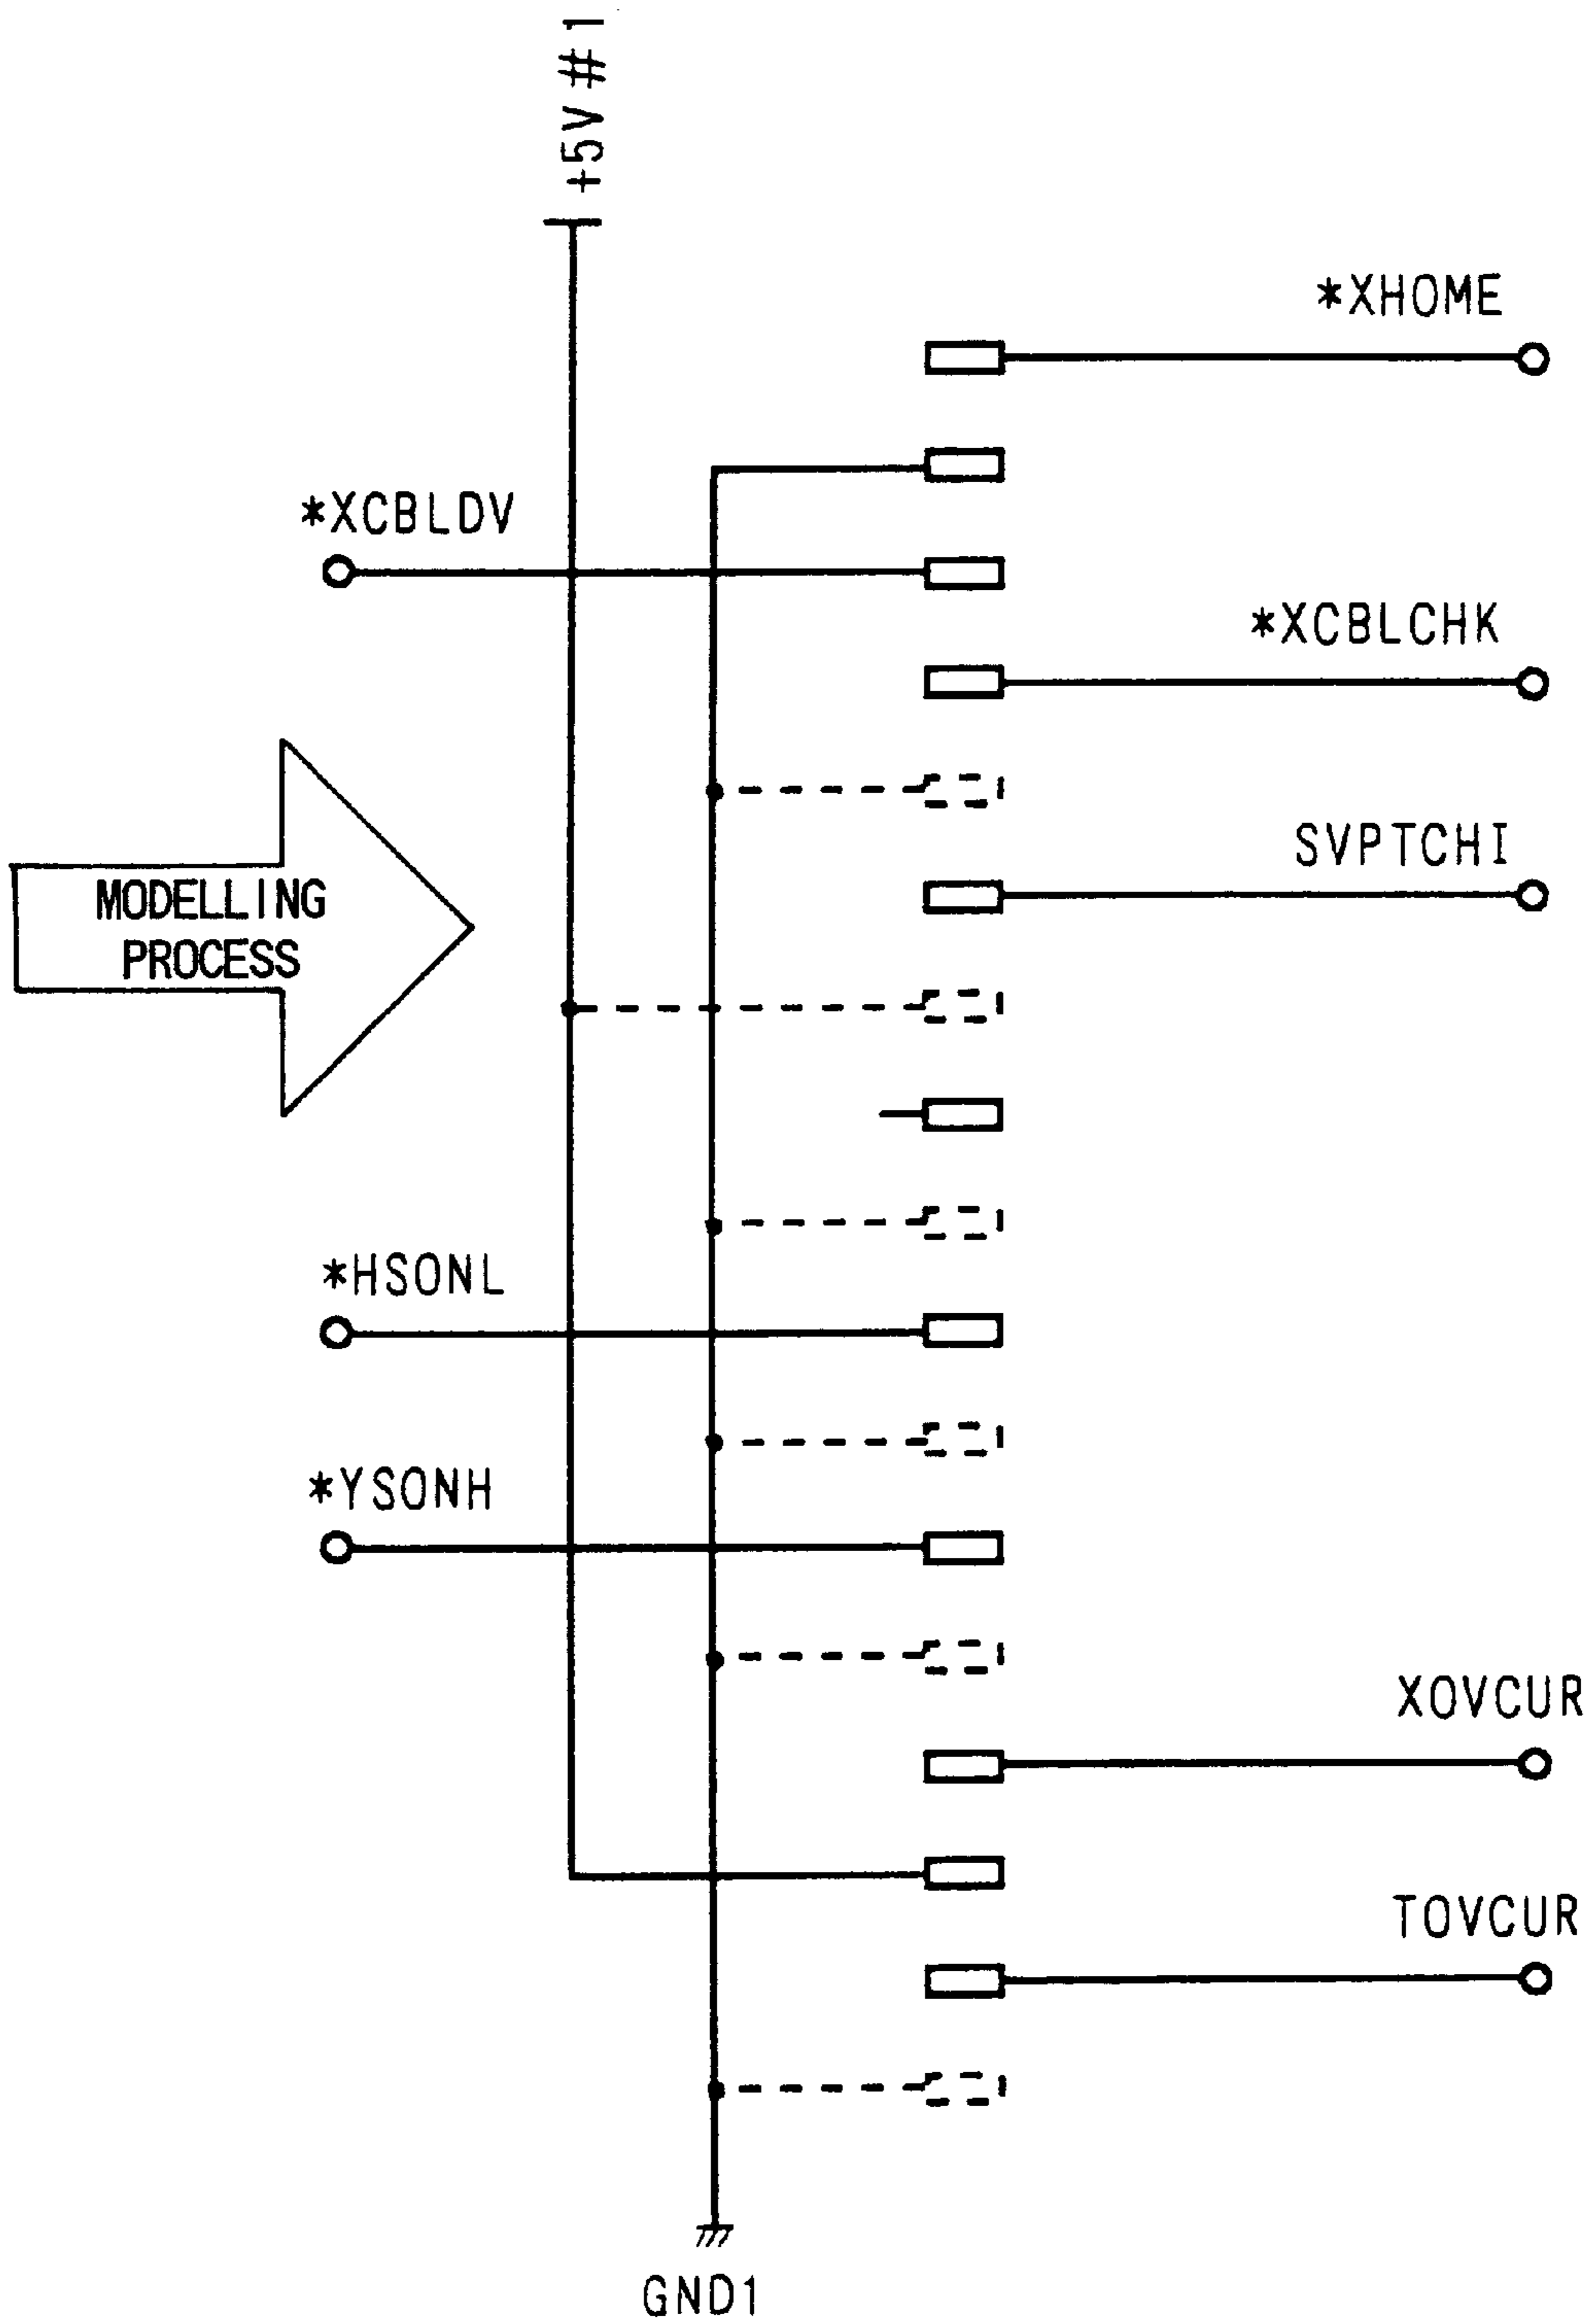 +5V#1
*XHOME
*XCBLDV
*XCBLCHK
SVPTCHI
MODELLING
PROCESS
*HSONL
*YSONH
XOVCUR
TOVCUR
GND1